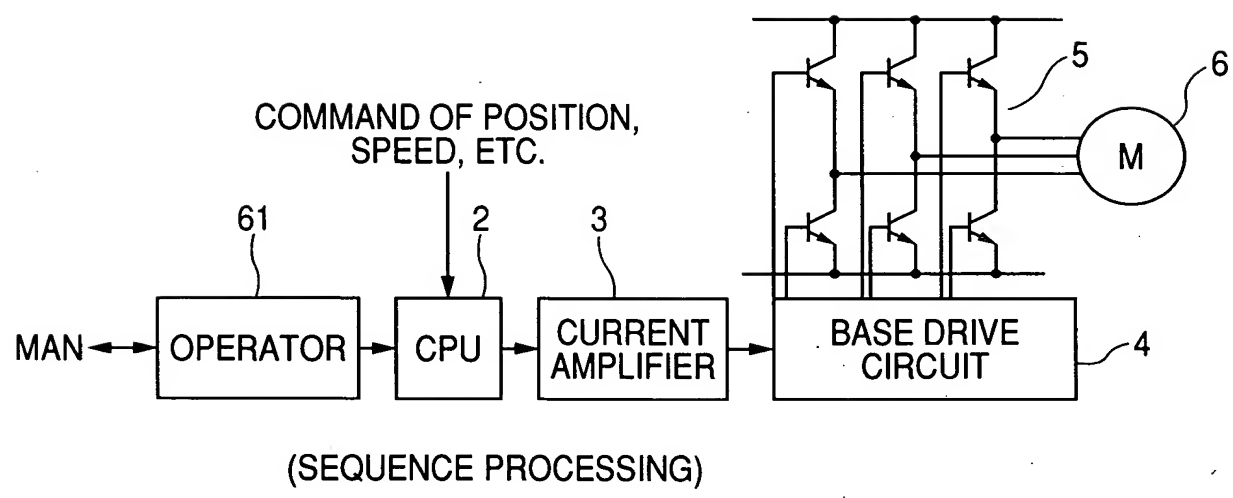 5
6
COMMAND OF POSITION,
SPEED, ETC.
M
61
2
3
MAN
OPERATOR
CPU
CURRENT
AMPLIFIER
BASE DRIVE
CIRCUIT
4
(SEQUENCE PROCESSING)